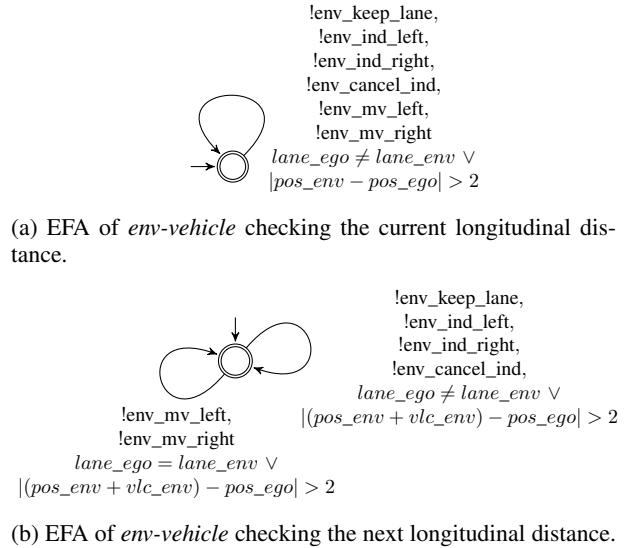 !env_keep_lane,
!env_ind_left,
!env_ind_right,
!env_cancel_ind,
!env_mv_left,
!env_mv_right
lane_ego ≠ lane_env ∨
|pos_env − pos_ego| > 2
(a) EFA of env-vehicle checking the current longitudinal dis-
tance.
!env_keep_lane,
!env_ind_left,
!env_ind_right,
!env_cancel_ind,
lane_ego ≠ lane_env ∨
|(pos_env + vlc_env) − pos_ego| > 2
!env_mv_left,
!env_mv_right
lane_ego = lane_env ∨
|(pos_env + vlc_env) − pos_ego| > 2
(b) EFA of env-vehicle checking the next longitudinal distance.